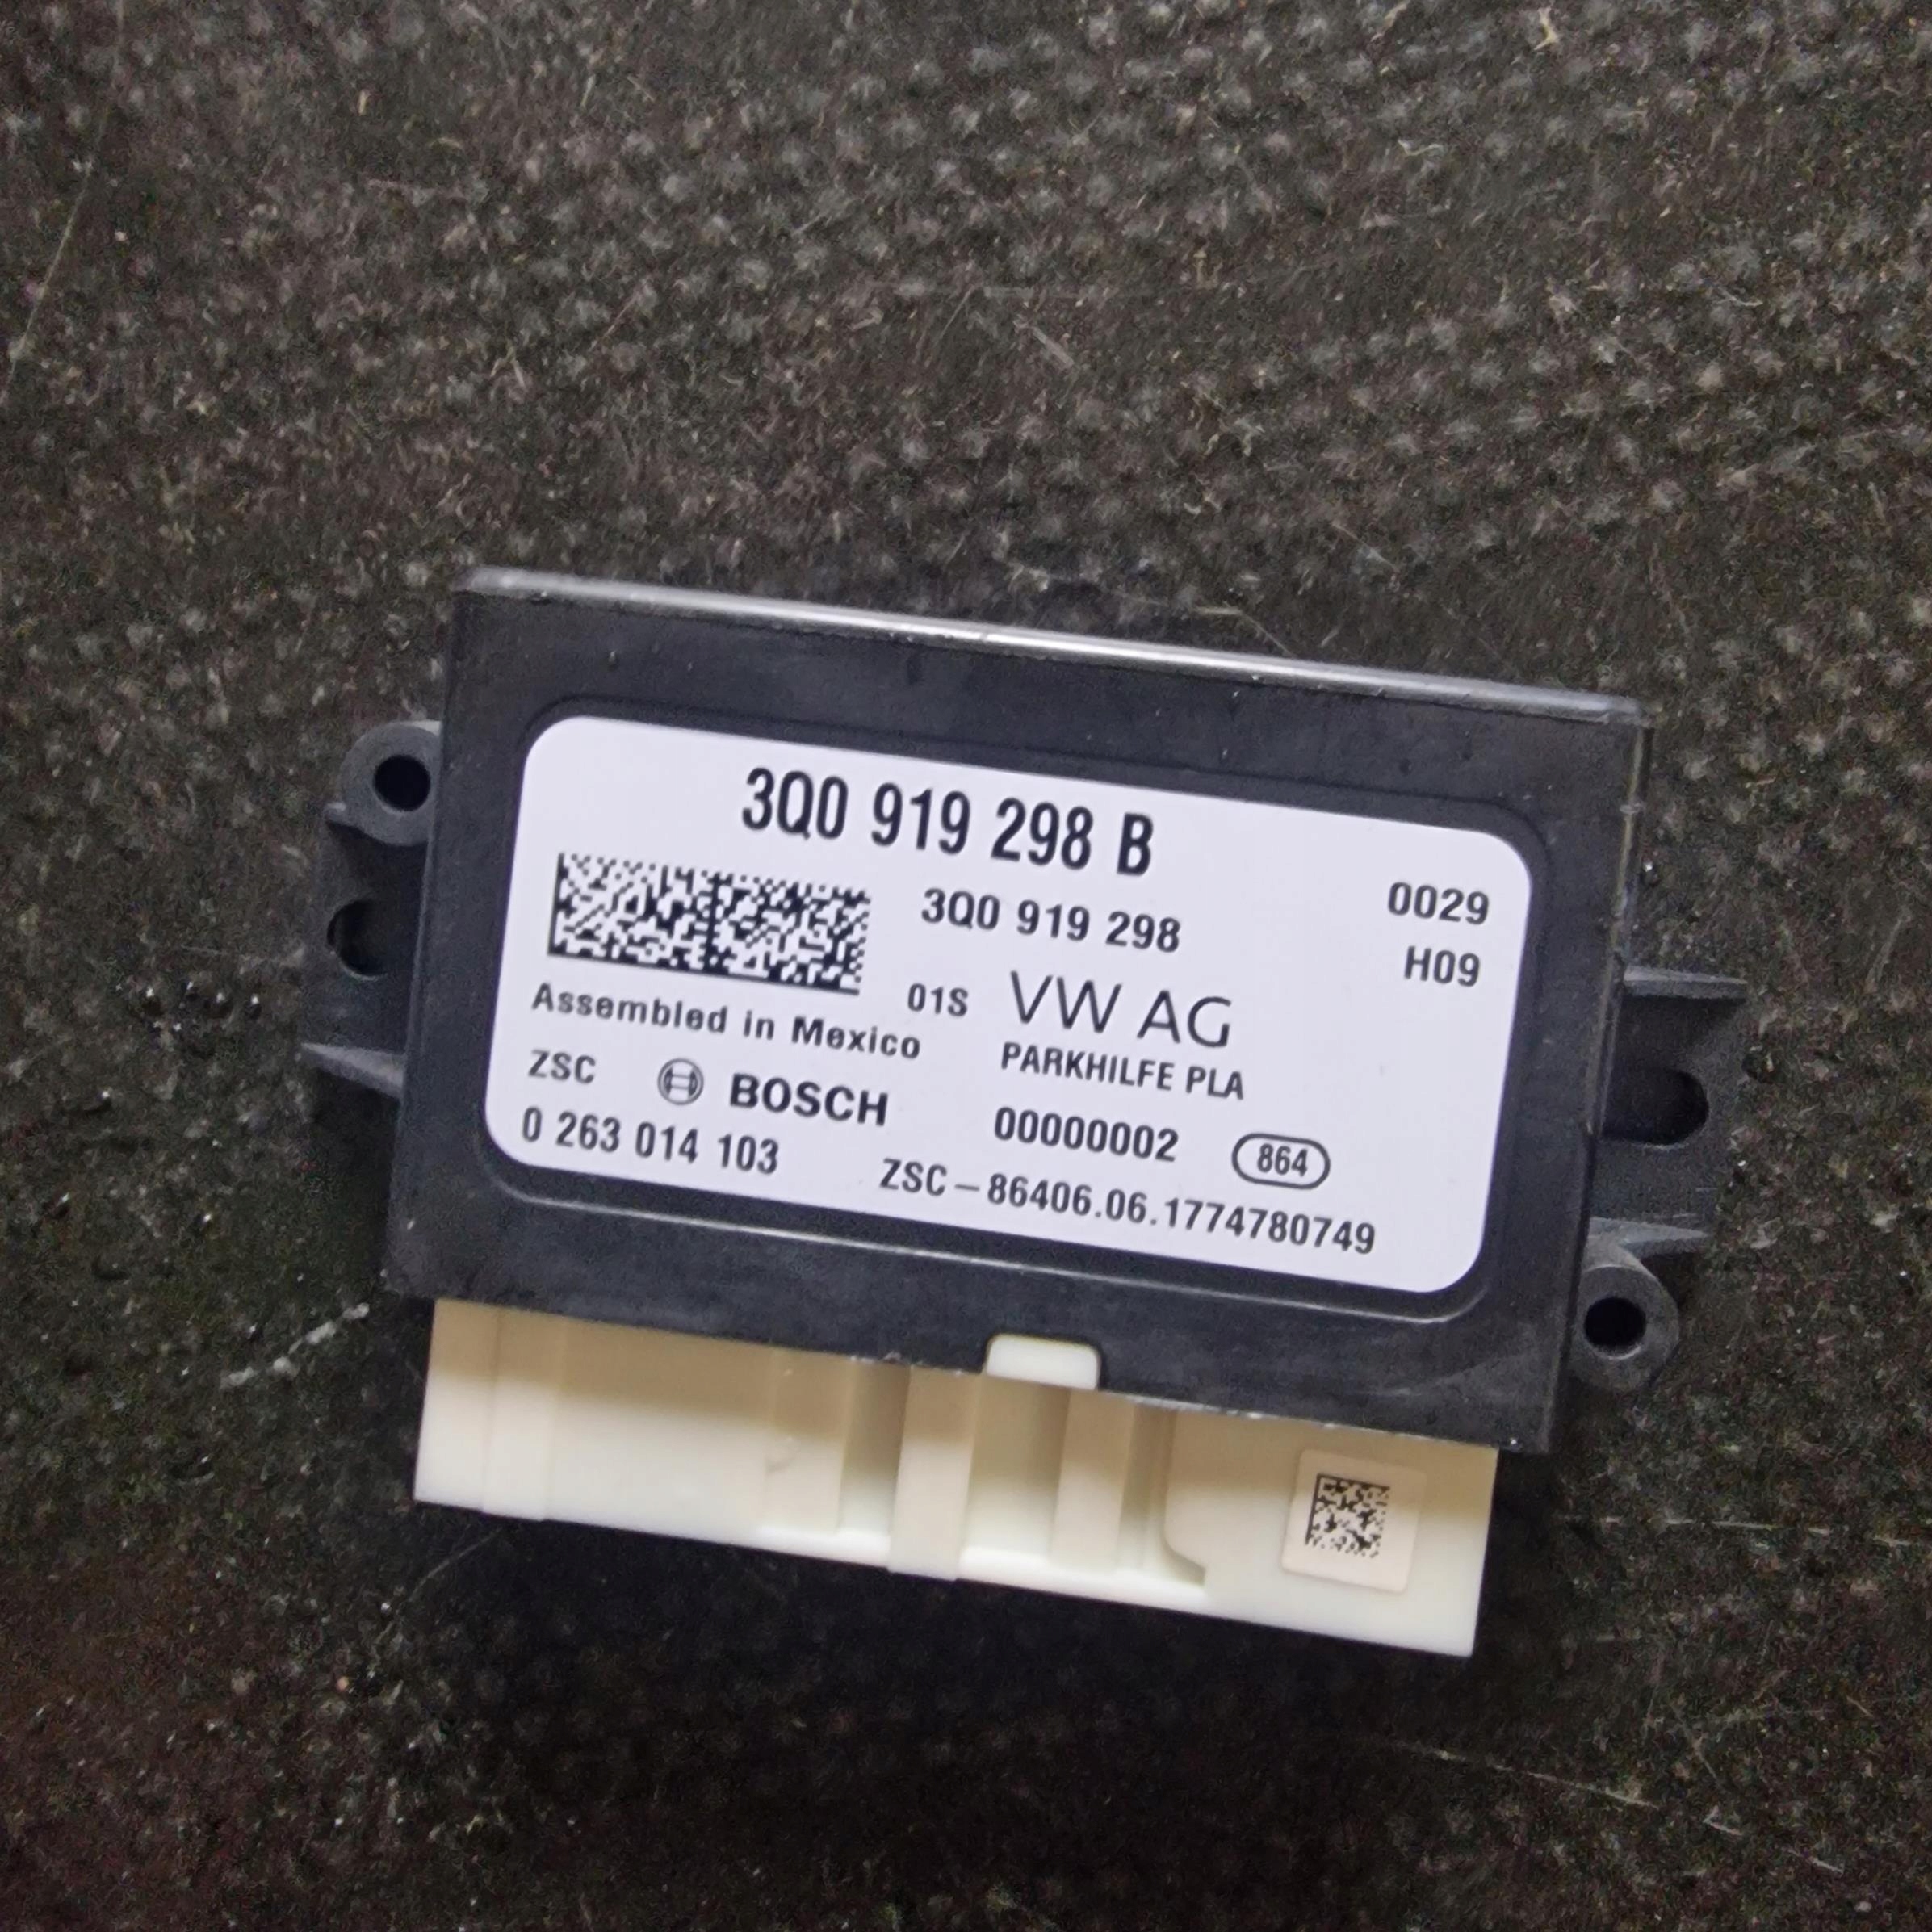 3Q0 919 298 B
3Q0 919 298 0029
H09
01S VW AG
Assembled in Mexico
PARKHILFE PLA
ZSC BOSCH
00000002 864
0 263 014 103
ZSC-86406.06.1774780749